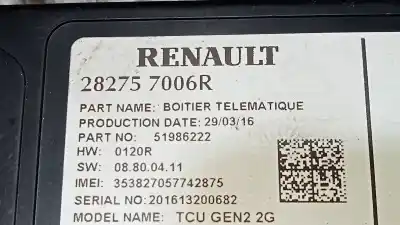 RENAULT
28275 7006R
PART NAME: BOITIER TELEMATIQUE
PRODUCTION DATE: 29/03/16
PART NO: 51986222
HW: 0120R
SW: 08.80.04.11
IMEI: 353827057742875
SERIAL NO: 201613200682
MODEL NAME: TCU GEN2 2G